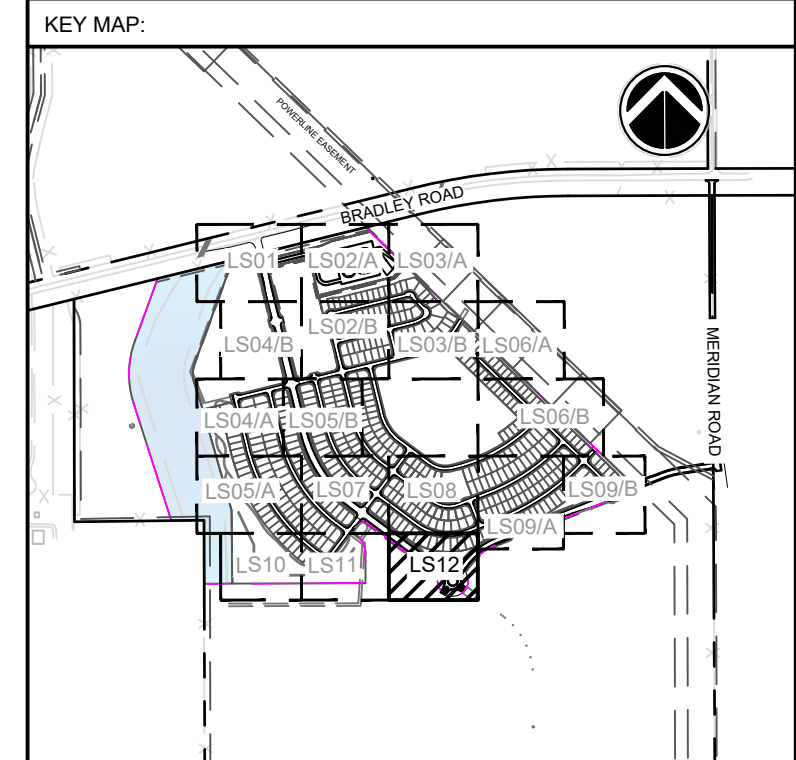 KEY MAP:
POWERLINE EASEMENT
BRADLEY ROAD
LS01
LS02/A
LS03/A
LS02/B
LS04/B
LS03/B
LS06/A
MERIDIAN ROAD
LS04/A
LS05/B
LS06/B
LS05/A
LS07
LS08
LS09/B
LS09/A
LS10
LS11
LS12